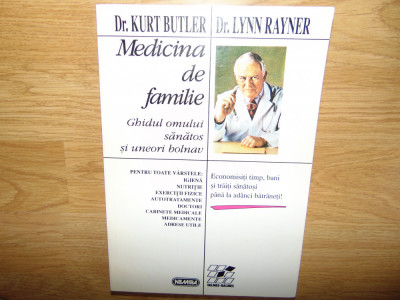 Dr. KURT BUTLER
Dr. LYNN RAYNER
Medicina
de
familie
Ghidul omului
sănătos
și uneori bolnav
PENTRU TOATE VÂRSTELE:
IGIENĂ
NUTRIȚIE
EXERCIȚII FIZICE
AUTOTRATAMENTE
DOCTORI
CABINETE MEDICALE
MEDICAMENTE
ADRESE UTILE
Economisiți timp, bani
și trăiți sănătoși
până la adânci bătrâneți!
NEMIRA